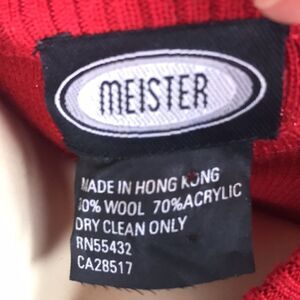 MEISTER
MADE IN HONG KONG
30% WOOL 70% ACRYLIC
DRY CLEAN ONLY
RN55432
CA28517